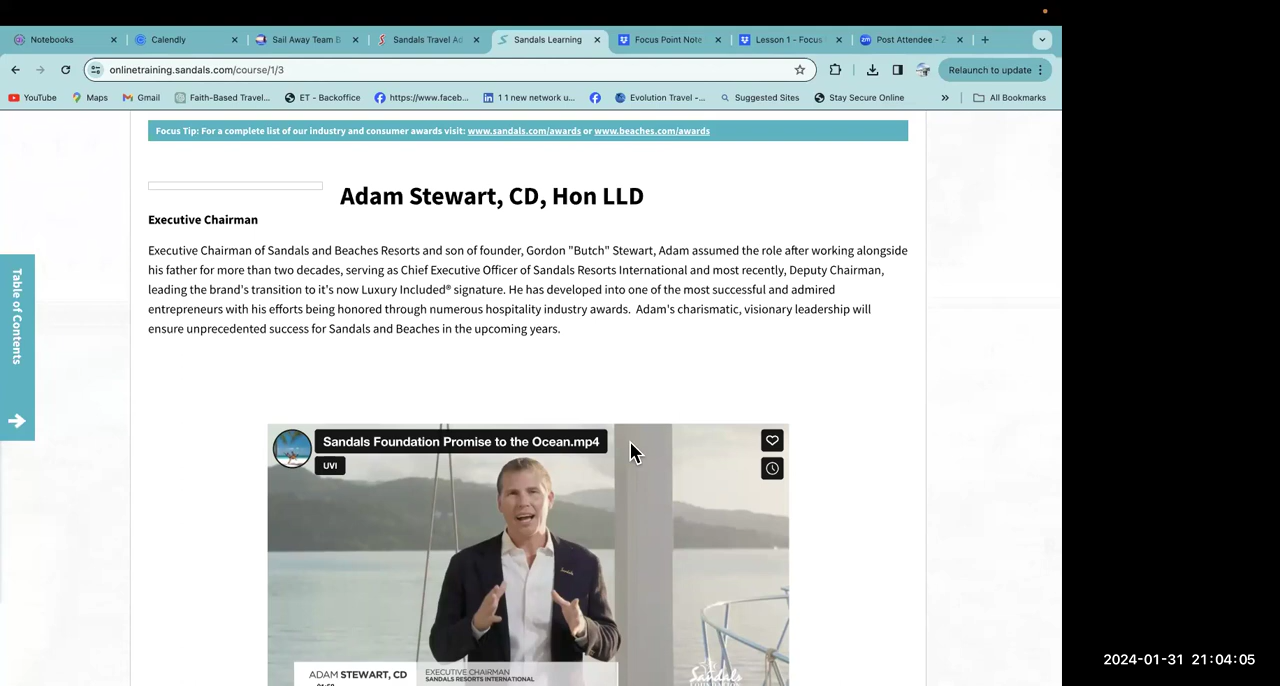 Notebooks
Calendly
Sail Away Team B
Sandals Travel Ad
Sandals Learning
Focus Point Note
Lesson 1 - Focus
zm
Post Attendee - Z
onlinetraining.sandals.com/course/1/3
Relaunch to update
YouTube
Maps
Gmail
Faith-Based Travel...
ET - Backoffice
https://www.faceb...
1 1 new network u...
Evolution Travel -...
Suggested Sites
Stay Secure Online
All Bookmarks
Focus Tip: For a complete list of our industry and consumer awards visit: www.sandals.com/awards or www.beaches.com/awards
Adam Stewart, CD, Hon LLD
Executive Chairman
Executive Chairman of Sandals and Beaches Resorts and son of founder, Gordon "Butch" Stewart, Adam assumed the role after working alongside
his father for more than two decades, serving as Chief Executive Officer of Sandals Resorts International and most recently, Deputy Chairman,
leading the brand's transition to it's now Luxury Included® signature. He has developed into one of the most successful and admired
entrepreneurs with his efforts being honored through numerous hospitality industry awards. Adam's charismatic, visionary leadership will
ensure unprecedented success for Sandals and Beaches in the upcoming years.
Table of Contents
Sandals Foundation Promise to the Ocean.mp4
UVI
Sandals
ADAM STEWART, CD
EXECUTIVE CHAIRMAN
SANDALS RESORTS INTERNATIONAL
Sandals
2024-01-31 21:04:05